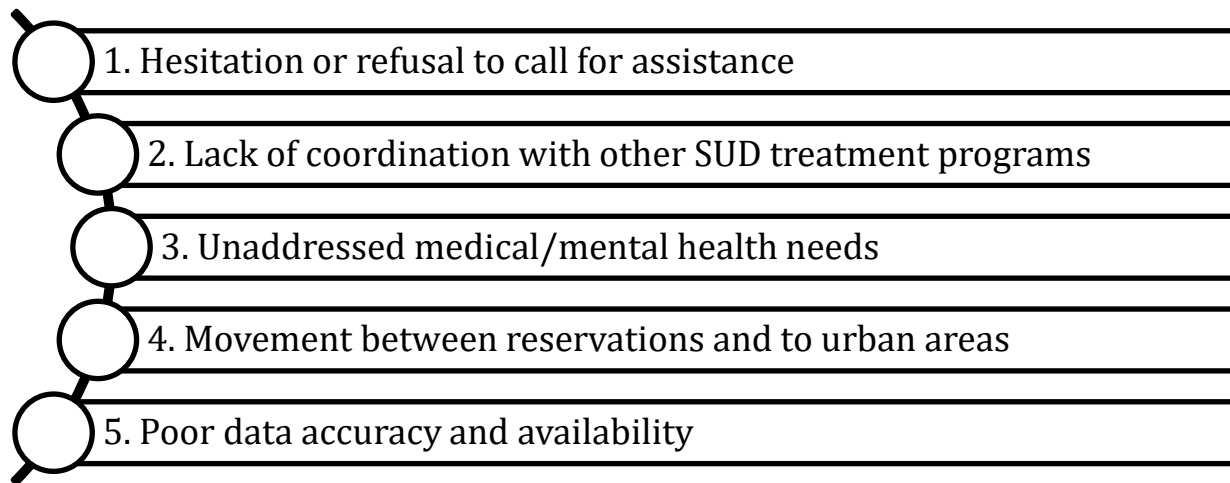 1. Hesitation or refusal to call for assistance
2. Lack of coordination with other SUD treatment programs
3. Unaddressed medical/mental health needs
4. Movement between reservations and to urban areas
5. Poor data accuracy and availability